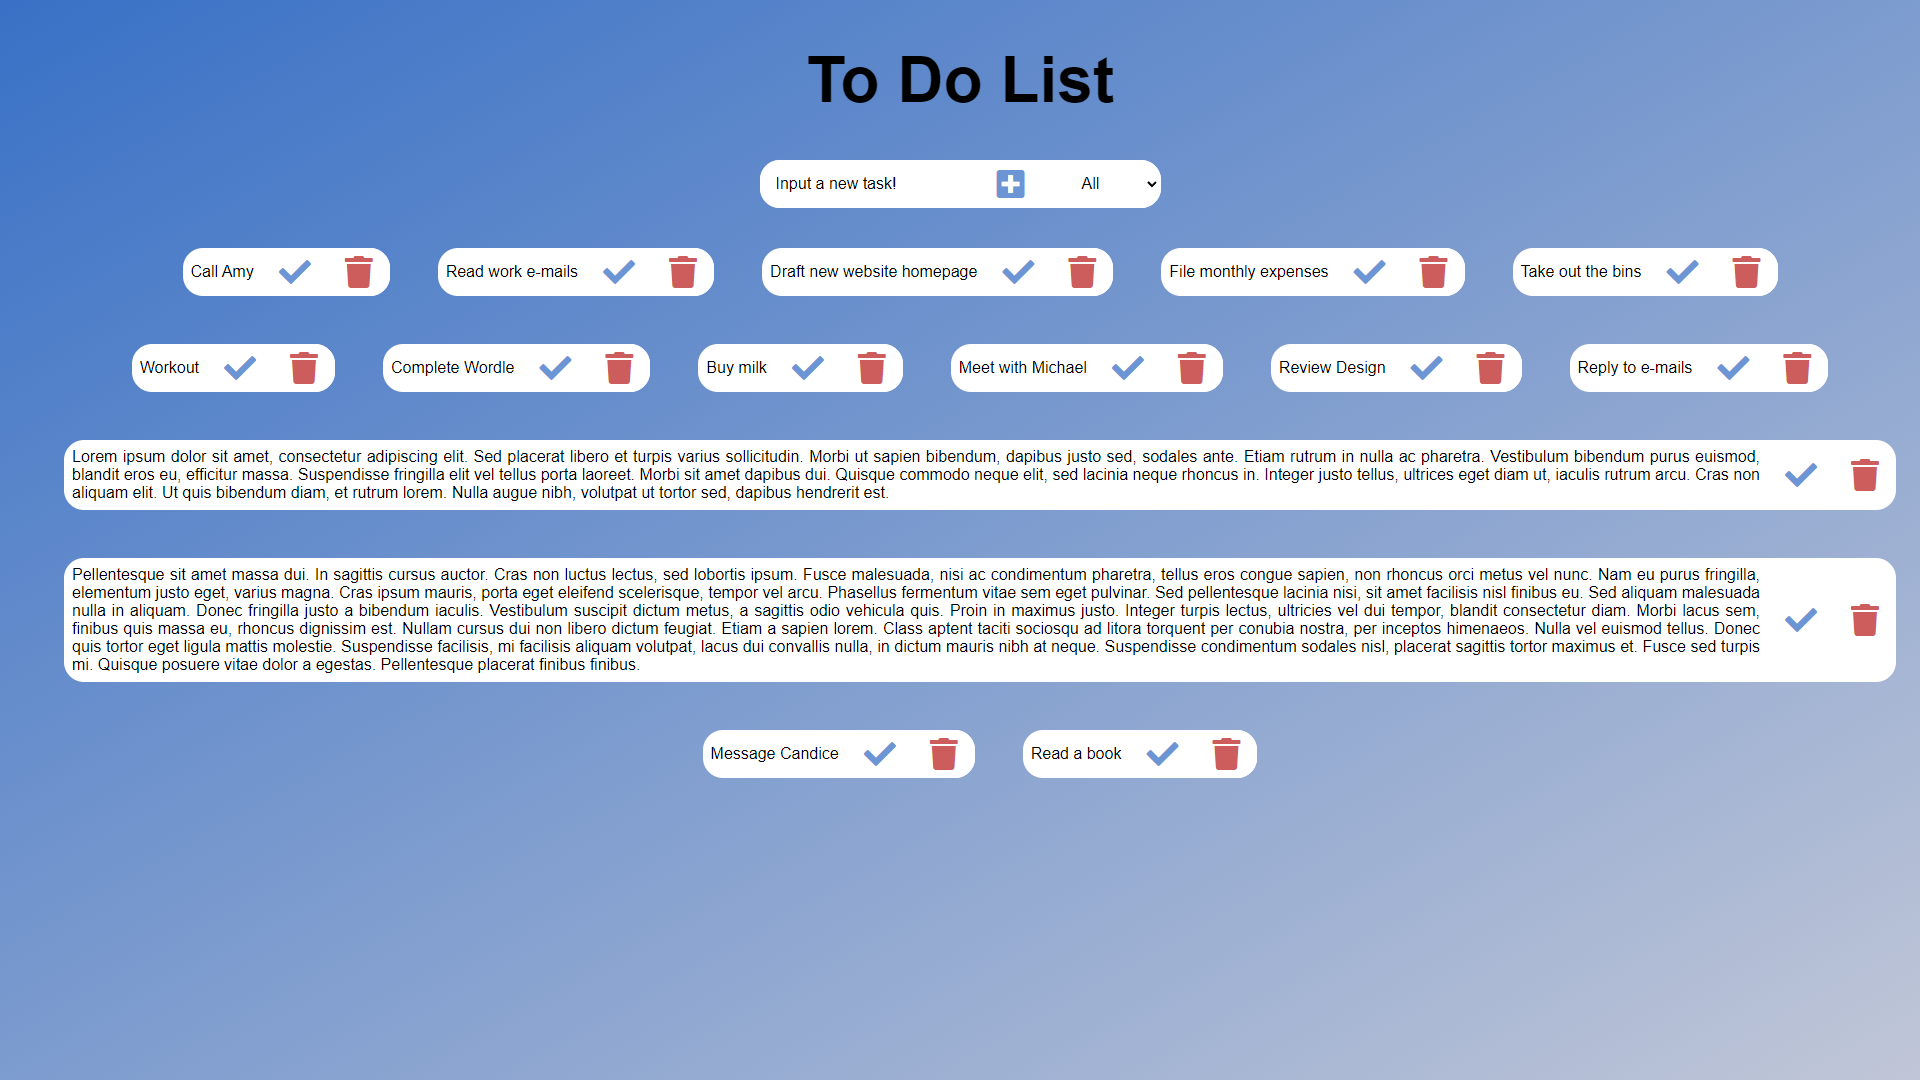 To Do List
Input a new task!
All
Call Amy
Read work e-mails
Draft new website homepage
File monthly expenses
Take out the bins
Workout
Complete Wordle
Buy milk
Meet with Michael
Review Design
Reply to e-mails
Lorem ipsum dolor sit amet, consectetur adipiscing elit. Sed placerat libero et turpis varius sollicitudin. Morbi ut sapien bibendum, dapibus justo sed, sodales ante. Etiam rutrum in nulla ac pharetra. Vestibulum bibendum purus euismod,
blandit eros eu, efficitur massa. Suspendisse fringilla elit vel tellus porta laoreet. Morbi sit amet dapibus dui. Quisque commodo neque elit, sed lacinia neque rhoncus in. Integer justo tellus, ultrices eget diam ut, iaculis rutrum arcu. Cras non
aliquam elit. Ut quis bibendum diam, et rutrum lorem. Nulla augue nibh, volutpat ut tortor sed, dapibus hendrerit est.
Pellentesque sit amet massa dui. In sagittis cursus auctor. Cras non luctus lectus, sed lobortis ipsum. Fusce malesuada, nisi ac condimentum pharetra, tellus eros congue sapien, non rhoncus orci metus vel nunc. Nam eu purus fringilla,
elementum justo eget, varius magna. Cras ipsum mauris, porta eget eleifend scelerisque, tempor vel arcu. Phasellus fermentum vitae sem eget pulvinar. Sed pellentesque lacinia nisi, sit amet facilisis nisl finibus eu. Sed aliquam malesuada
nulla in aliquam. Donec fringilla justo a bibendum iaculis. Vestibulum suscipit dictum metus, a sagittis odio vehicula quis. Proin in maximus justo. Integer turpis lectus, ultricies vel dui tempor, blandit consectetur diam. Morbi lacus sem,
finibus quis massa eu, rhoncus dignissim est. Nullam cursus dui non libero dictum feugiat. Etiam a sapien lorem. Class aptent taciti sociosqu ad litora torquent per conubia nostra, per inceptos himenaeos. Nulla vel euismod tellus. Donec
quis tortor eget ligula mattis molestie. Suspendisse facilisis, mi facilisis aliquam volutpat, lacus dui convallis nulla, in dictum mauris nibh at neque. Suspendisse condimentum sodales nisl, placerat sagittis tortor maximus et. Fusce sed turpis
mi. Quisque posuere vitae dolor a egestas. Pellentesque placerat finibus finibus.
Message Candice
Read a book